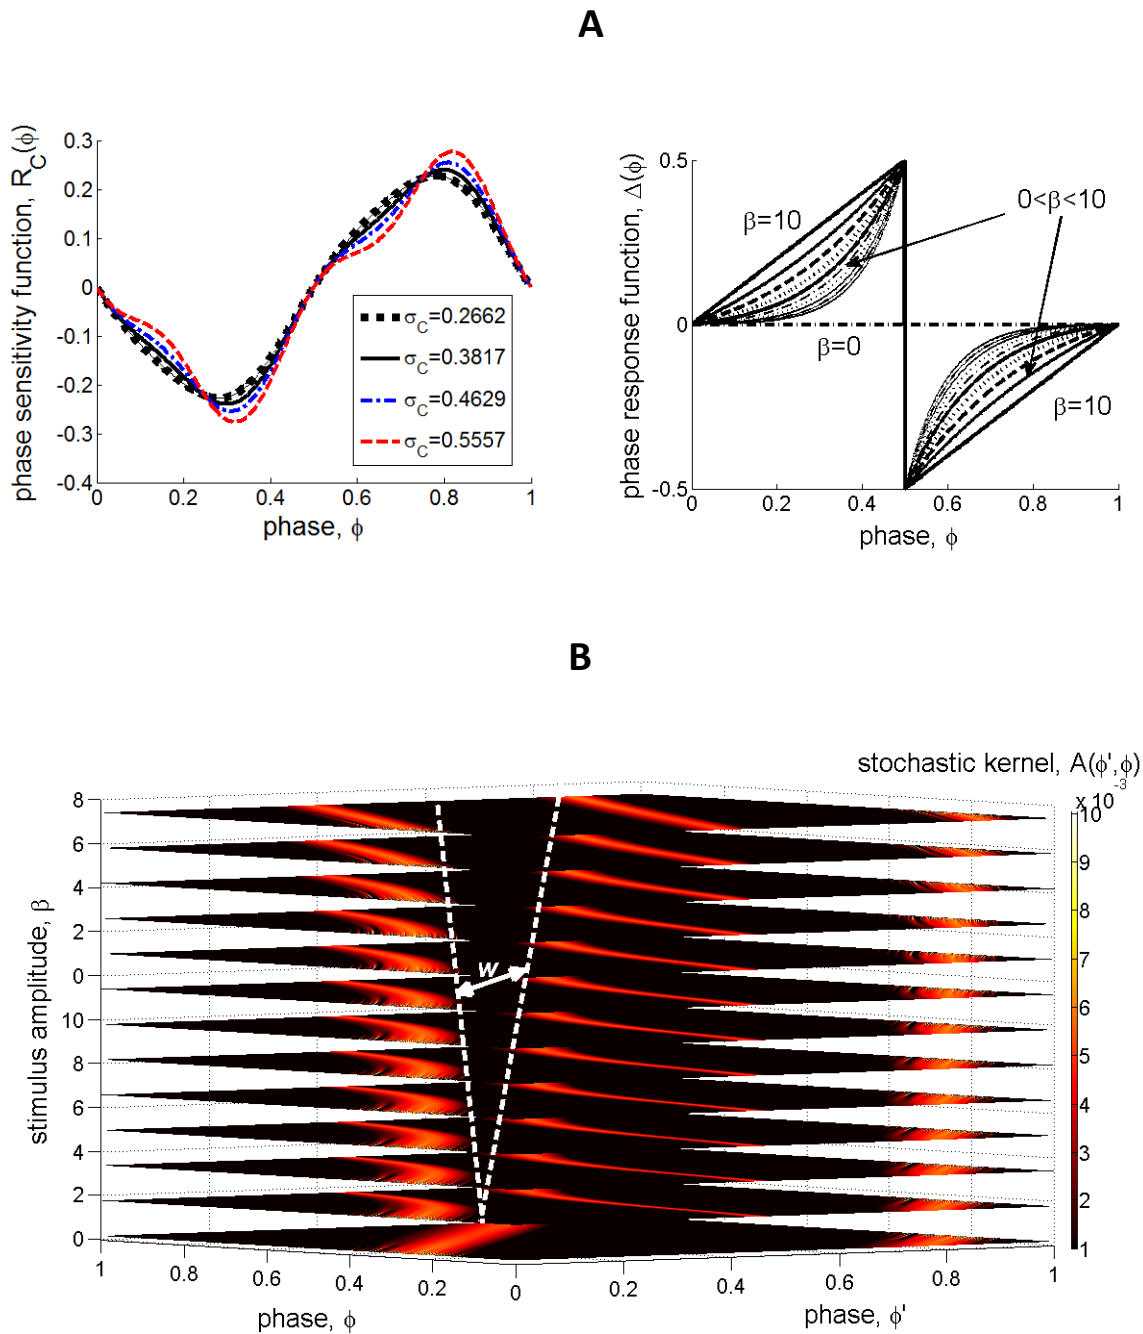 A
phase sensitivity function, R_C(ϕ)
0.3
0.2
0.1
0
-0.1
-0.2
-0.3
-0.4
0
0.2
0.4
0.6
0.8
1
phase, ϕ
σ_C=0.2662
σ_C=0.3817
σ_C=0.4629
σ_C=0.5557
phase response function, Δ(ϕ)
0.5
0
-0.5
0
0.2
0.4
0.6
0.8
1
phase, ϕ
β=10
0<β<10
β=0
β=10
B
stochastic kernel, A(ϕ',ϕ)
x 10^-3
10
9
8
7
6
5
4
3
2
1
stimulus amplitude, β
8
6
4
2
0
10
8
6
4
2
0
w
1
0.8
0.6
0.4
0.2
0
0.2
0.4
0.6
0.8
1
phase, ϕ
phase, ϕ'